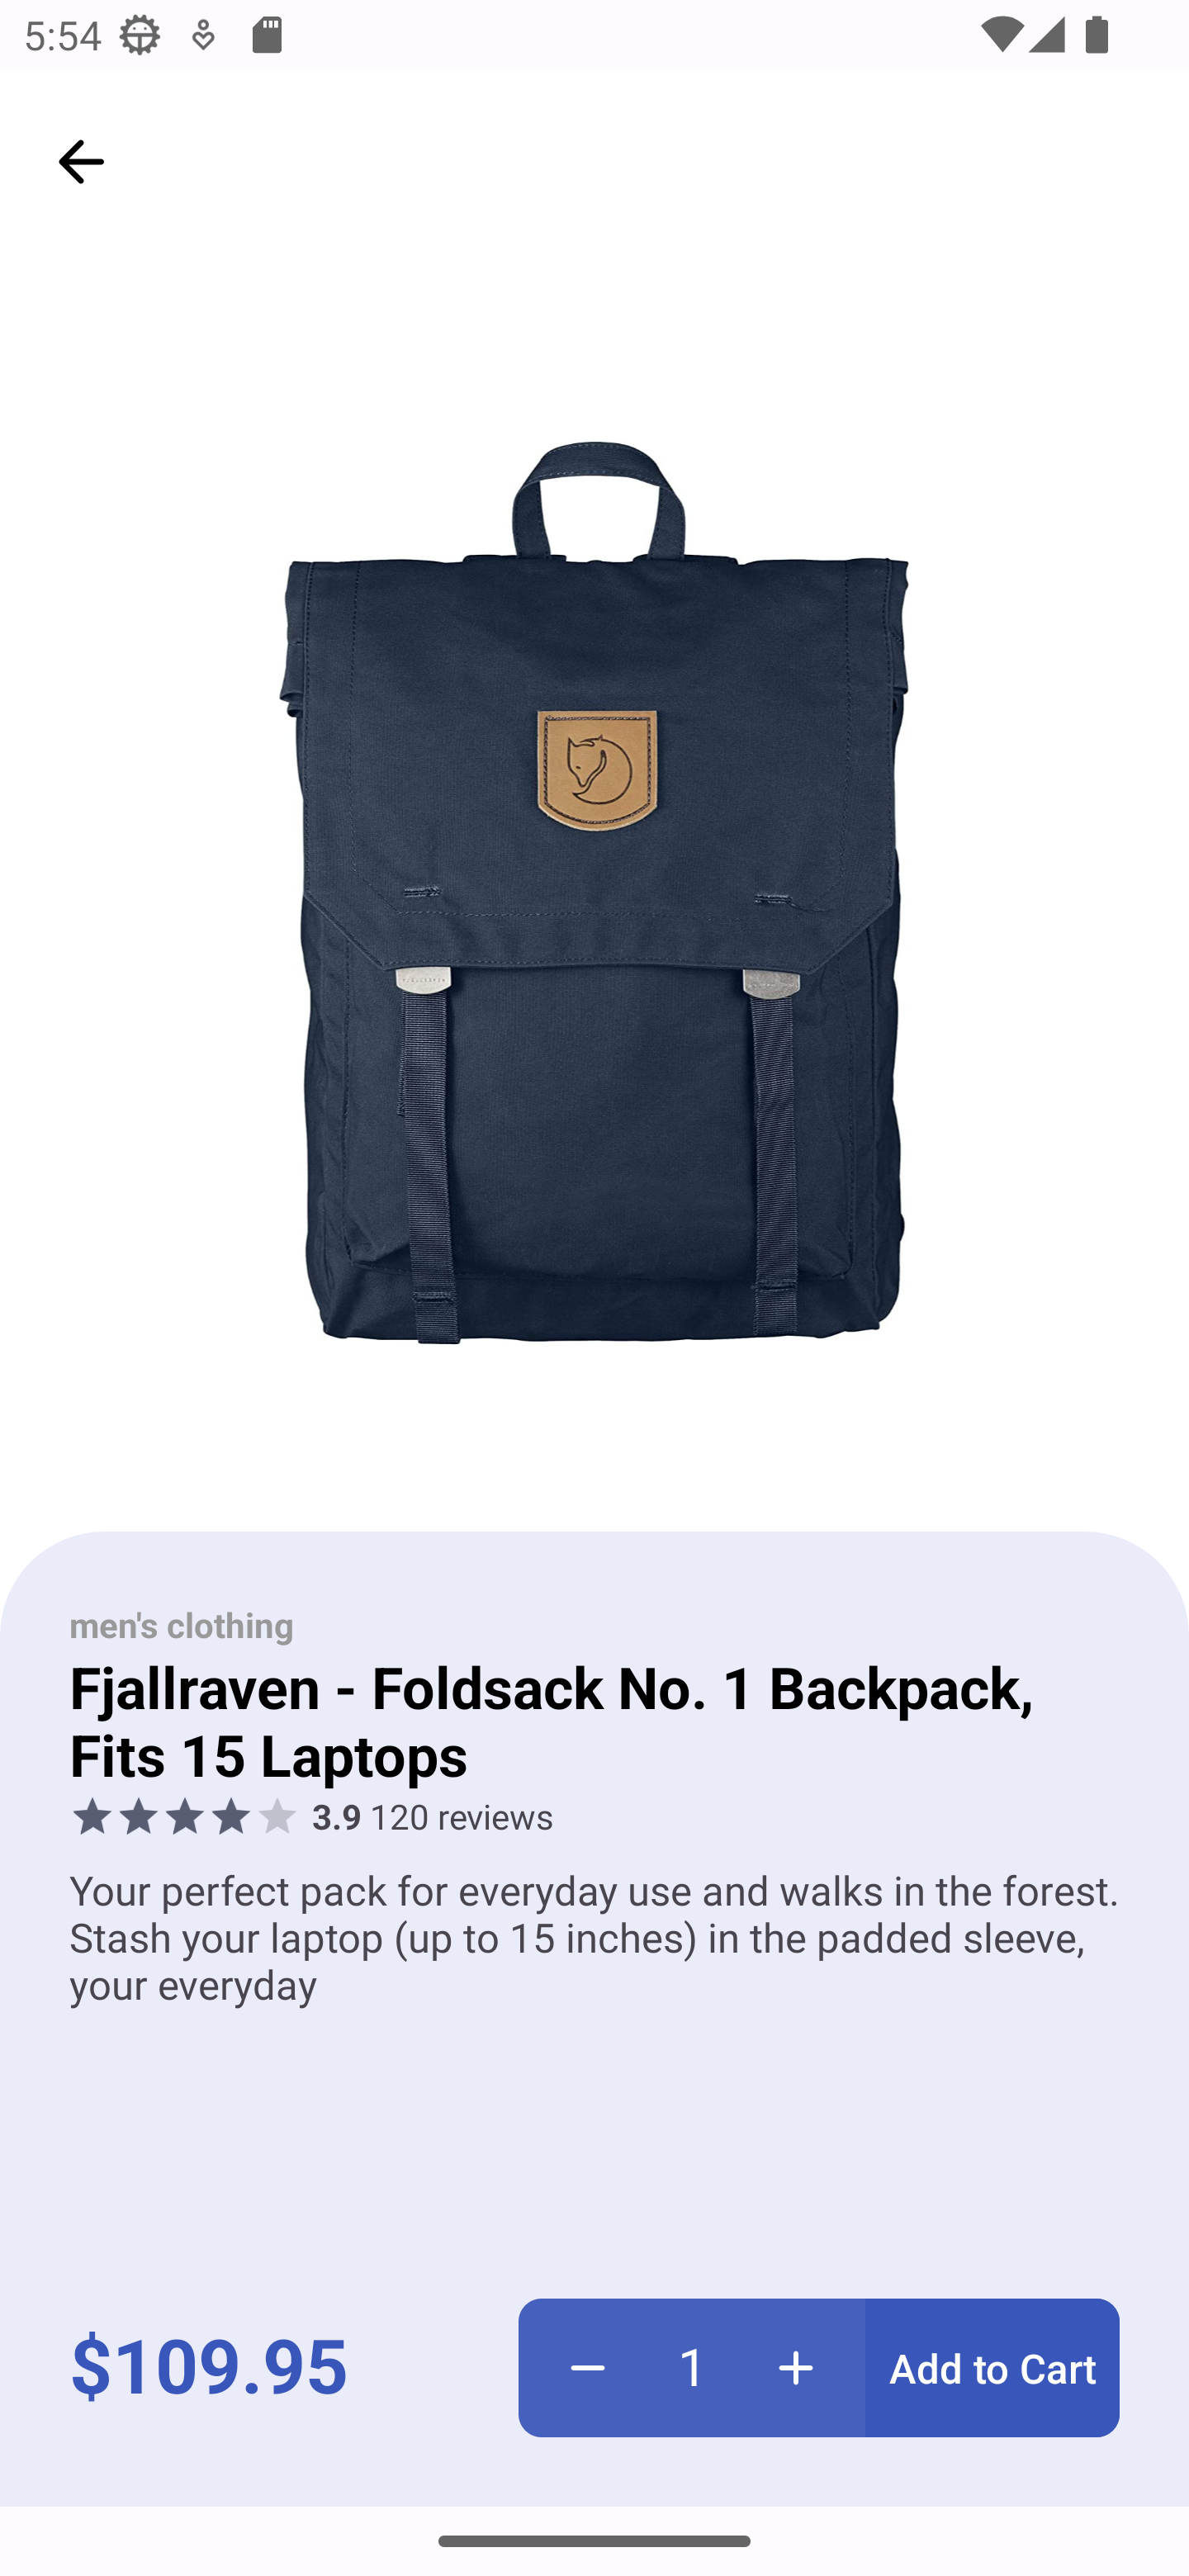 5:54
men's clothing
Fjallraven - Foldsack No. 1 Backpack,
Fits 15 Laptops
3.9 120 reviews
Your perfect pack for everyday use and walks in the forest.
Stash your laptop (up to 15 inches) in the padded sleeve,
your everyday
$109.95
− 1 + Add to Cart